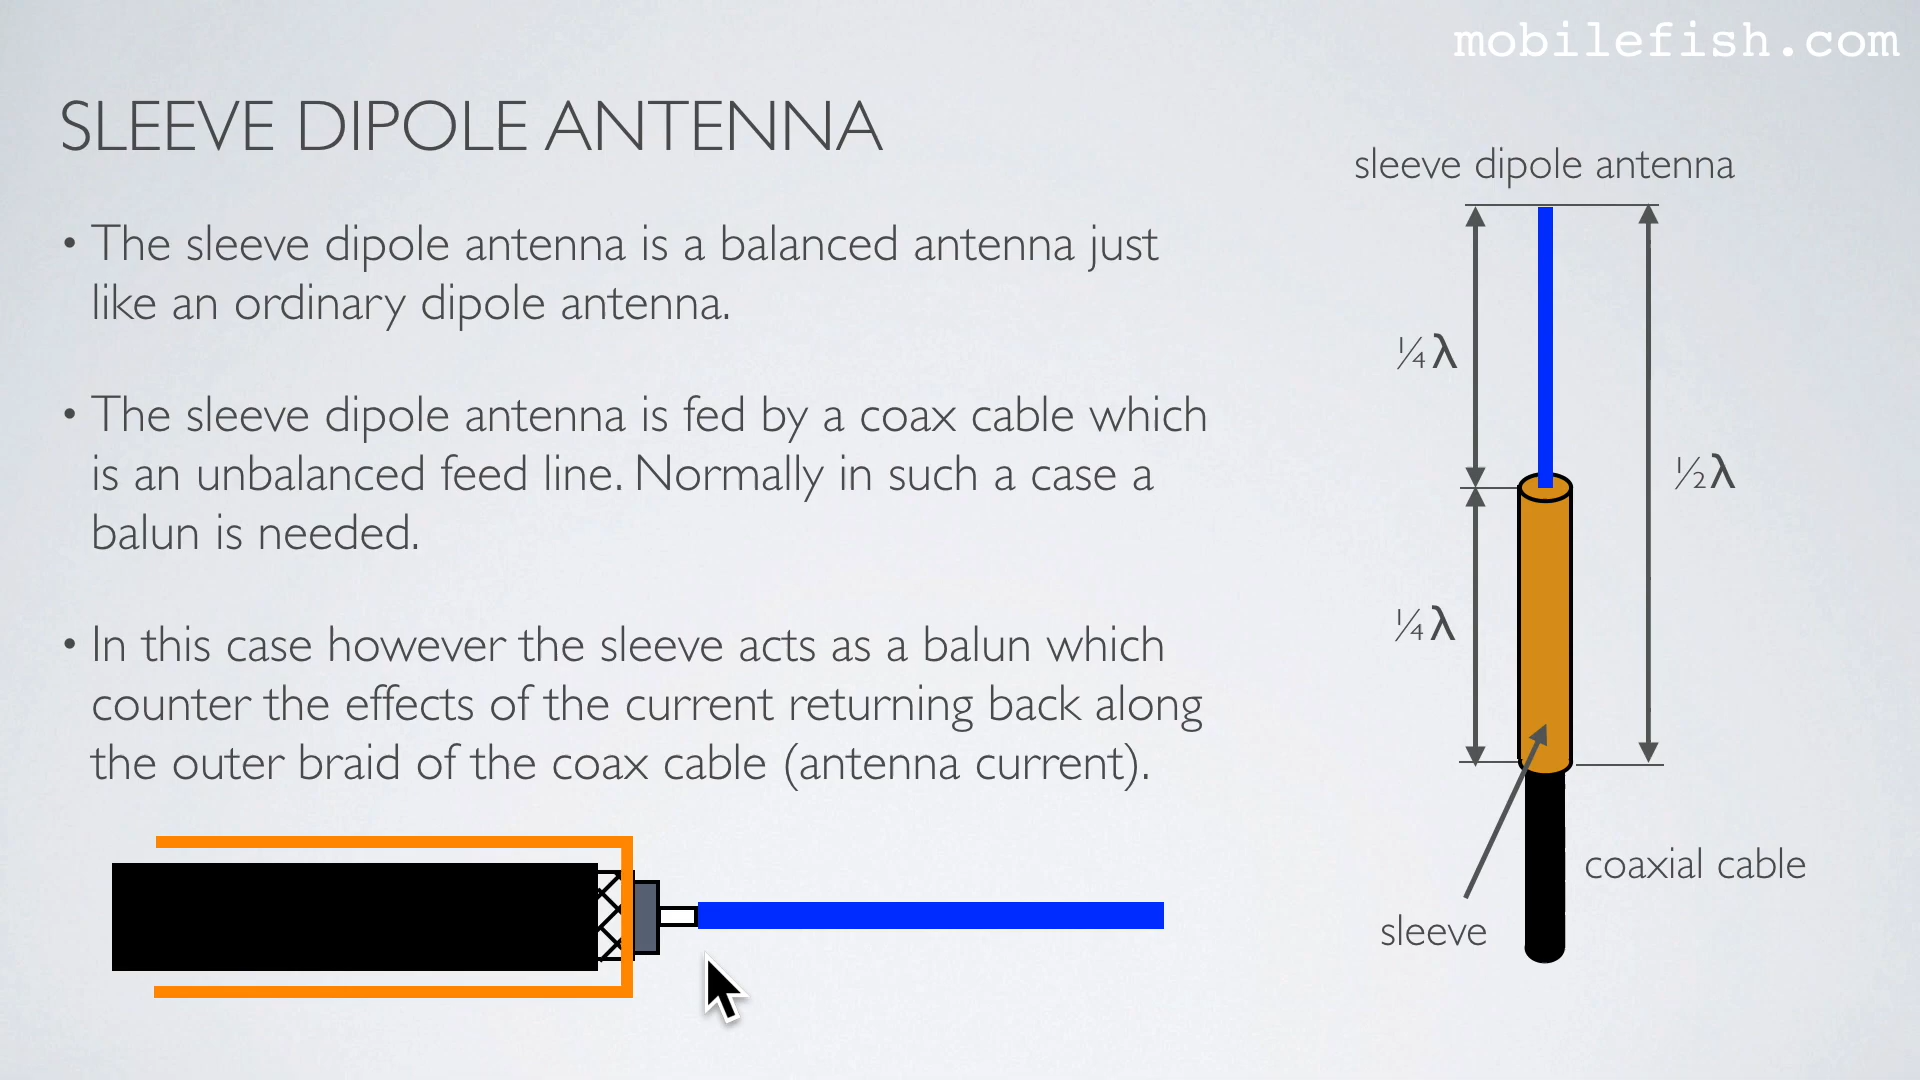 mobilefish.com
SLEEVE DIPOLE ANTENNA
• The sleeve dipole antenna is a balanced antenna just
like an ordinary dipole antenna.
• The sleeve dipole antenna is fed by a coax cable which
is an unbalanced feed line. Normally in such a case a
balun is needed.
• In this case however the sleeve acts as a balun which
counter the effects of the current returning back along
the outer braid of the coax cable (antenna current).
sleeve dipole antenna
¼λ
½λ
¼λ
coaxial cable
sleeve